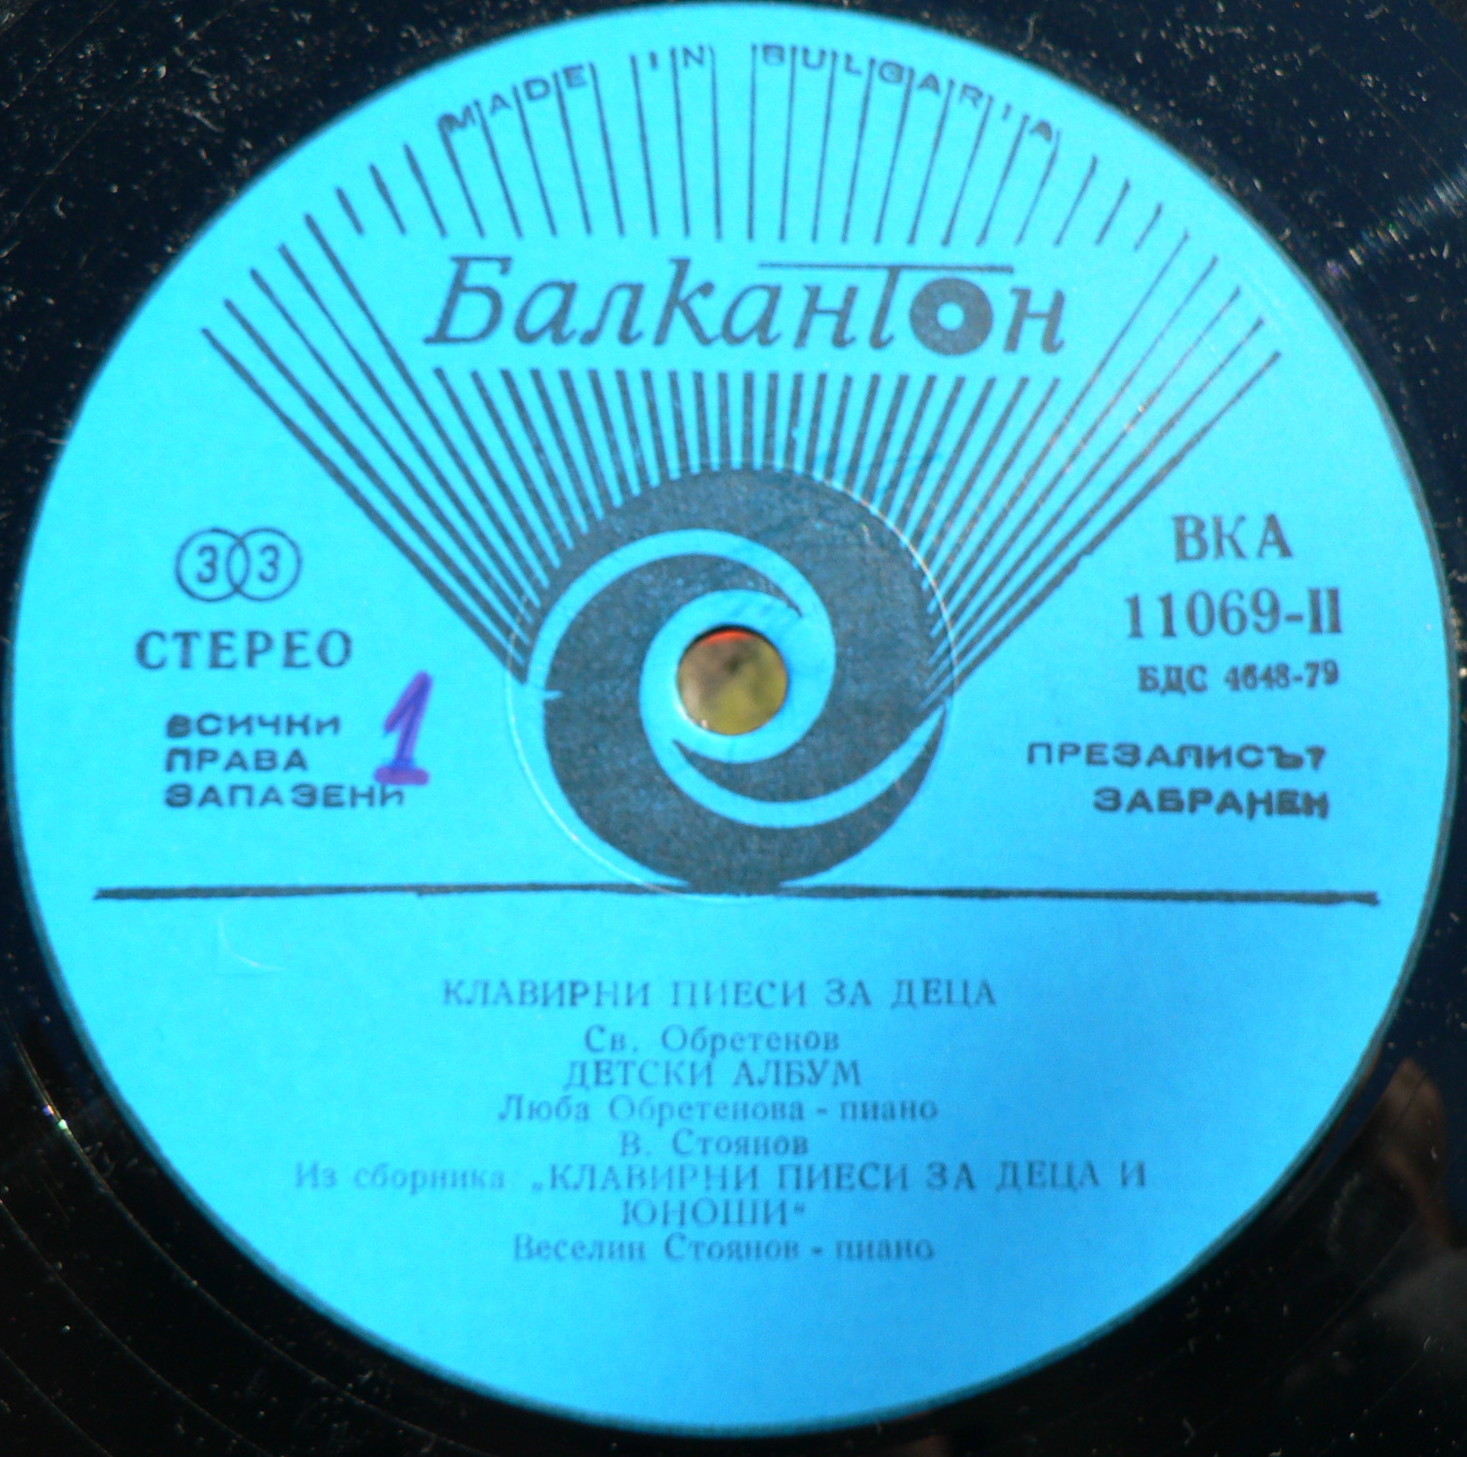 MADE IN BULGARIA
Балкантон
33
СТЕРЕО
ВСИЧКИ
ПРАВА
ЗАПАЗЕНИ
1
ВКА
11069-II
БДС 4648-79
ПРЕЗАПИСЪТ
ЗАБРАНЕН
КЛАВИРНИ ПИЕСИ ЗА ДЕЦА
Св. Обретенов
ДЕТСКИ АЛБУМ
Люба Обретенова - пиано
В. Стоянов
Из сборника „КЛАВИРНИ ПИЕСИ ЗА ДЕЦА И
ЮНОШИ“
Веселин Стоянов - пиано